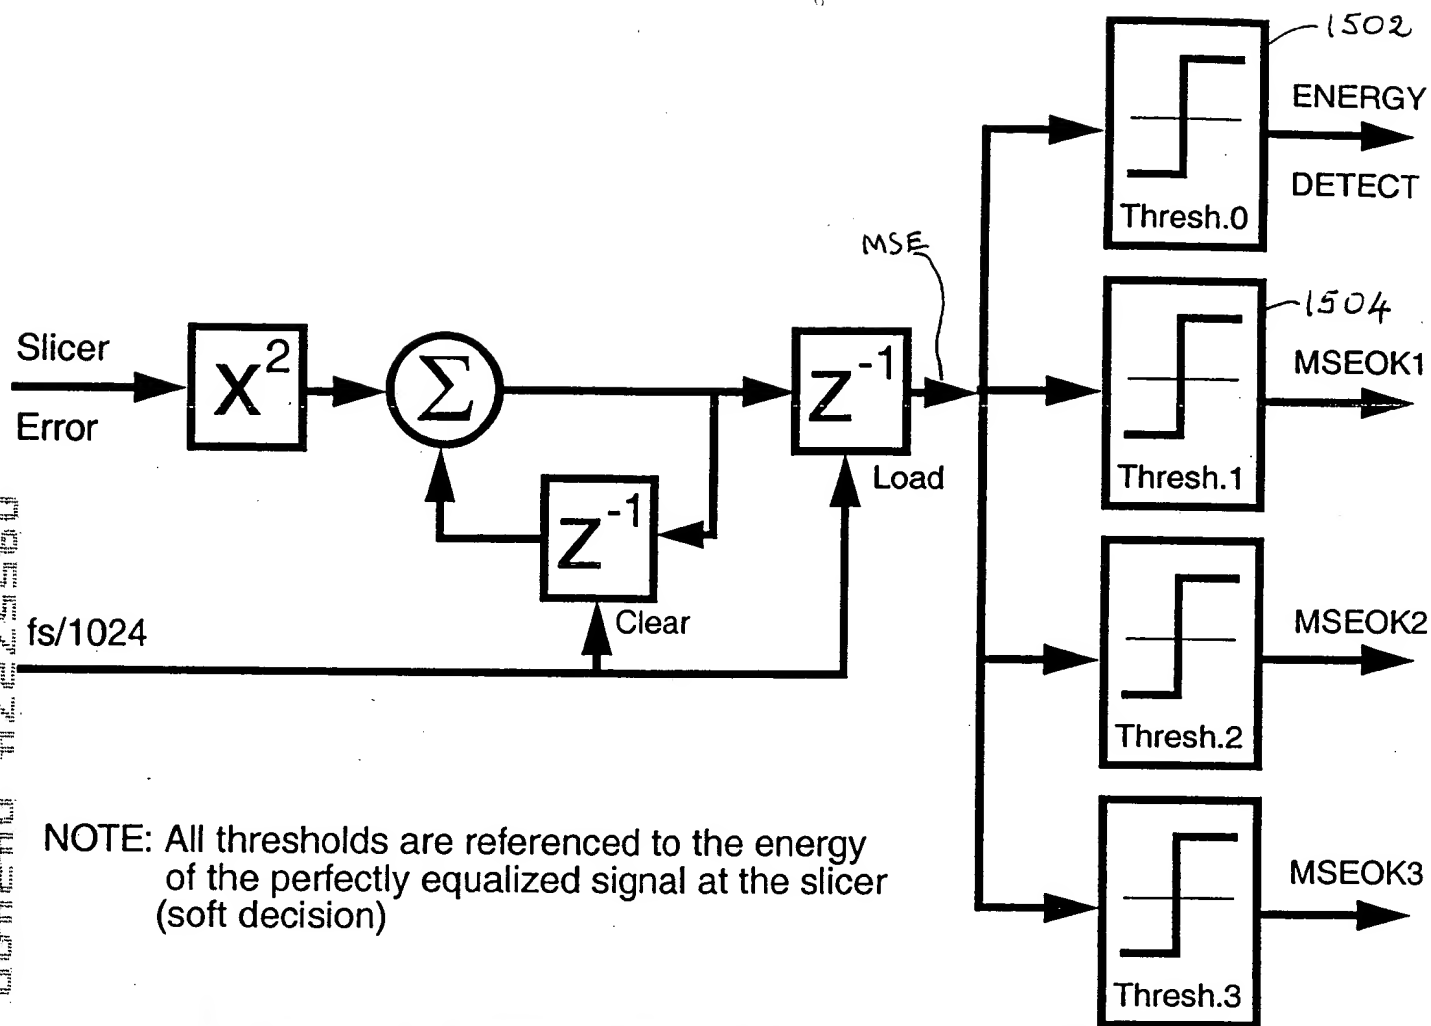 1502
ENERGY
DETECT
Thresh.0
MSE
1504
MSEOK1
Thresh.1
Slicer
Error
X²
Σ
Z⁻¹
Load
Z⁻¹
Clear
fs/1024
MSEOK2
Thresh.2
MSEOK3
Thresh.3
NOTE: All thresholds are referenced to the energy
of the perfectly equalized signal at the slicer
(soft decision)